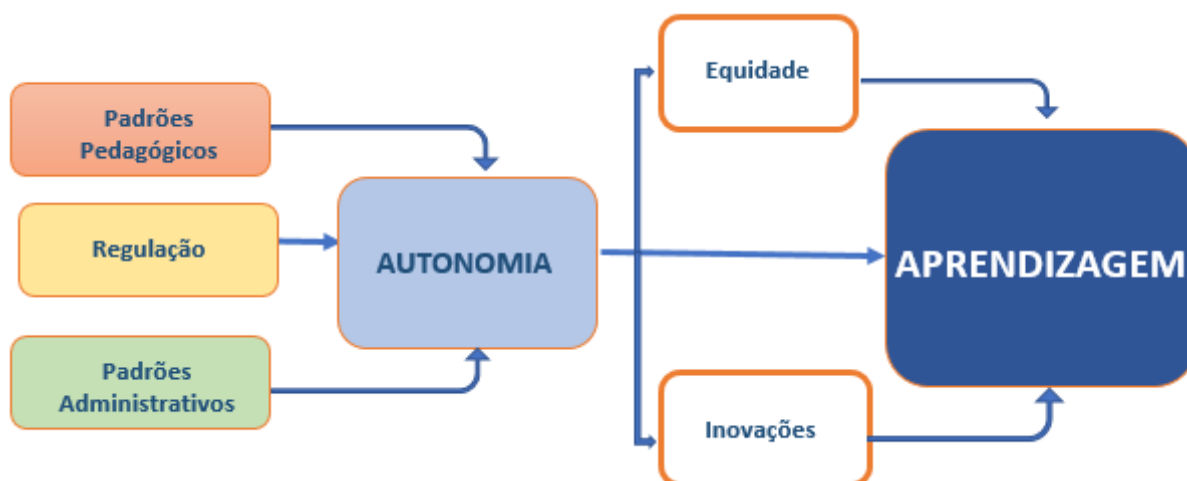 Padrões
Pedagógicos
Regulação
Padrões
Administrativos
AUTONOMIA
Equidade
Inovações
APRENDIZAGEM